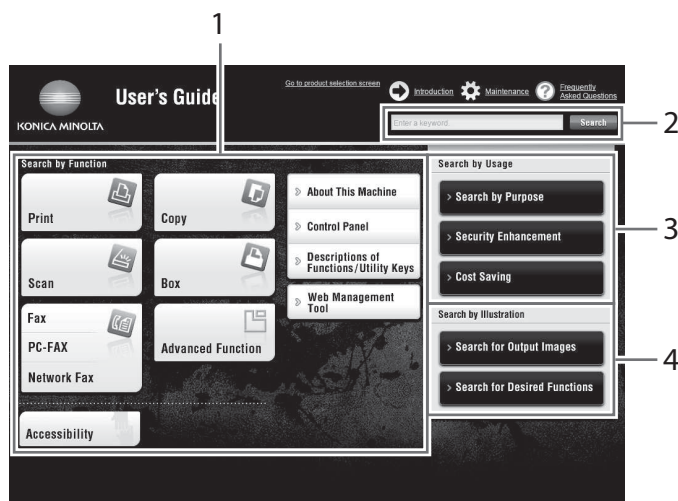 1
User's Guide
Go to product selection screen
Introduction
Maintenance
Frequently
Asked Questions
KONICA MINOLTA
Enter a keyword
Search
2
Search by Function
Print
Copy
Scan
Box
Fax
PC-FAX
Network Fax
Advanced Function
Accessibility
» About This Machine
» Control Panel
» Descriptions of
Functions/Utility Keys
» Web Management
Tool
Search by Usage
> Search by Purpose
> Security Enhancement
> Cost Saving
3
Search by Illustration
> Search for Output Images
> Search for Desired Functions
4